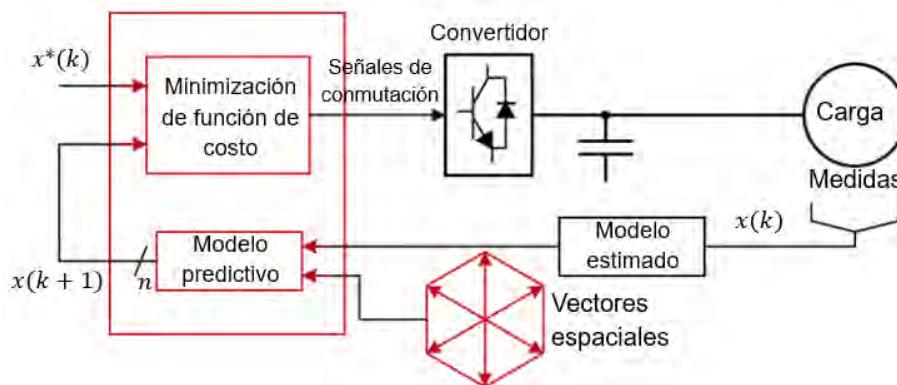 x*(k)
Minimización
de función de
costo
Señales de
conmutación
Convertidor
Carga
Medidas
x(k)
Modelo
estimado
Modelo
predictivo
x(k + 1)
n
Vectores
espaciales